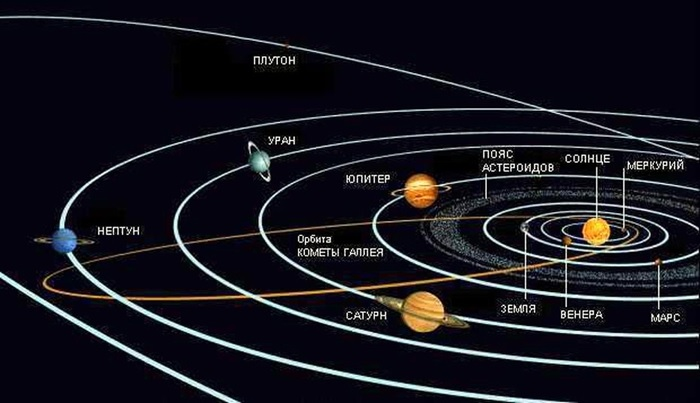 ПЛУТОН
УРАН
ПОЯС
АСТЕРОИДОВ
СОЛНЦЕ
МЕРКУРИЙ
ЮПИТЕР
НЕПТУН
Орбита
КОМЕТЫ ГАЛЛЕЯ
САТУРН
ЗЕМЛЯ
ВЕНЕРА
МАРС